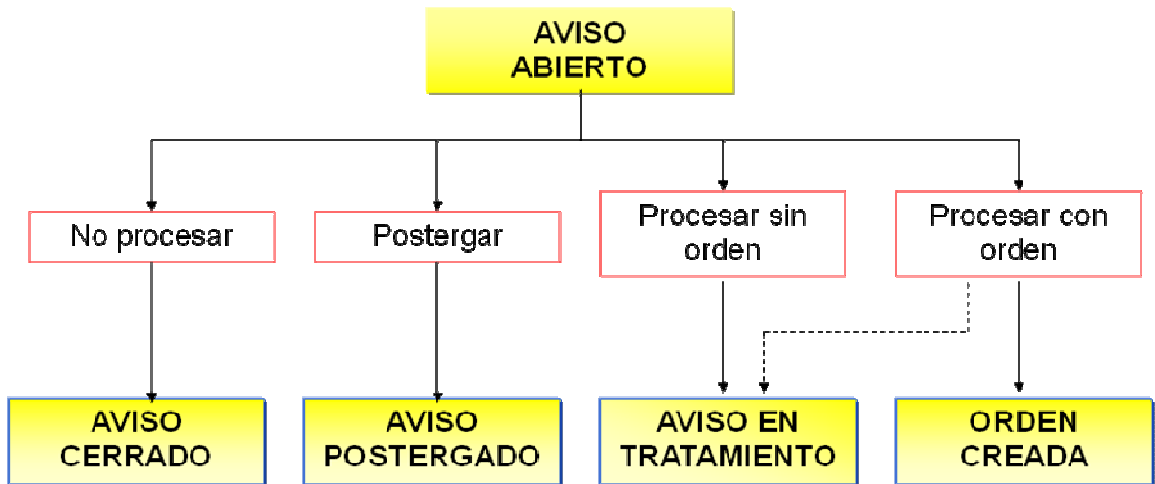 AVISO
ABIERTO
No procesar
Postergar
Procesar sin
orden
Procesar con
orden
AVISO
CERRADO
AVISO
POSTERGADO
AVISO EN
TRATAMIENTO
ORDEN
CREADA